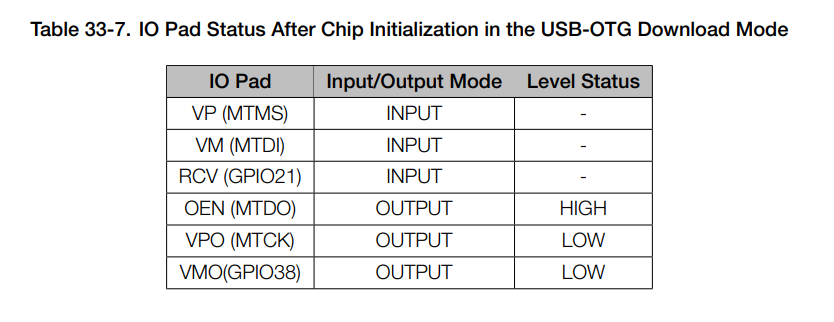 Table 33-7. IO Pad Status After Chip Initialization in the USB-OTG Download Mode
IO Pad Input/Output Mode Level Status
VP (MTMS) INPUT -
VM (MTDI) INPUT -
RCV (GPIO21) INPUT -
OEN (MTDO) OUTPUT HIGH
VPO (MTCK) OUTPUT LOW
VMO(GPIO38) OUTPUT LOW